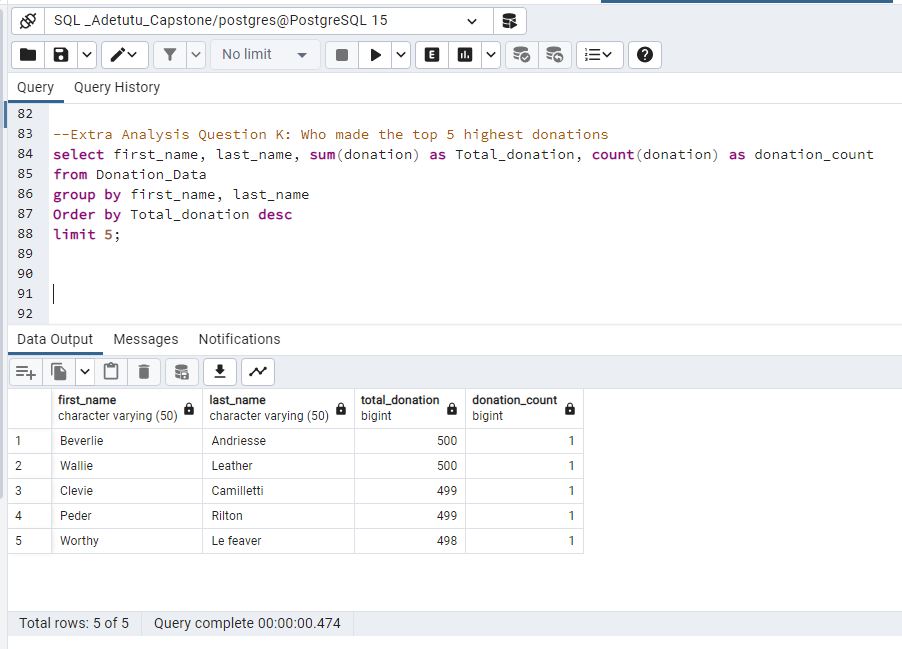 SQL _Adetutu_Capstone/postgres@PostgreSQL 15
No limit E
Query Query History
82
83 --Extra Analysis Question K: Who made the top 5 highest donations
84 select first_name, last_name, sum(donation) as Total_donation, count(donation) as donation_count
85 from Donation_Data
86 group by first_name, last_name
87 Order by Total_donation desc
88 limit 5;
89
90
91
92
Data Output Messages Notifications
first_name last_name total_donation donation_count
character varying (50) character varying (50) bigint bigint
1 Beverlie Andriesse 500 1
2 Wallie Leather 500 1
3 Clevie Camilletti 499 1
4 Peder Rilton 499 1
5 Worthy Le feaver 498 1
Total rows: 5 of 5 Query complete 00:00:00.474